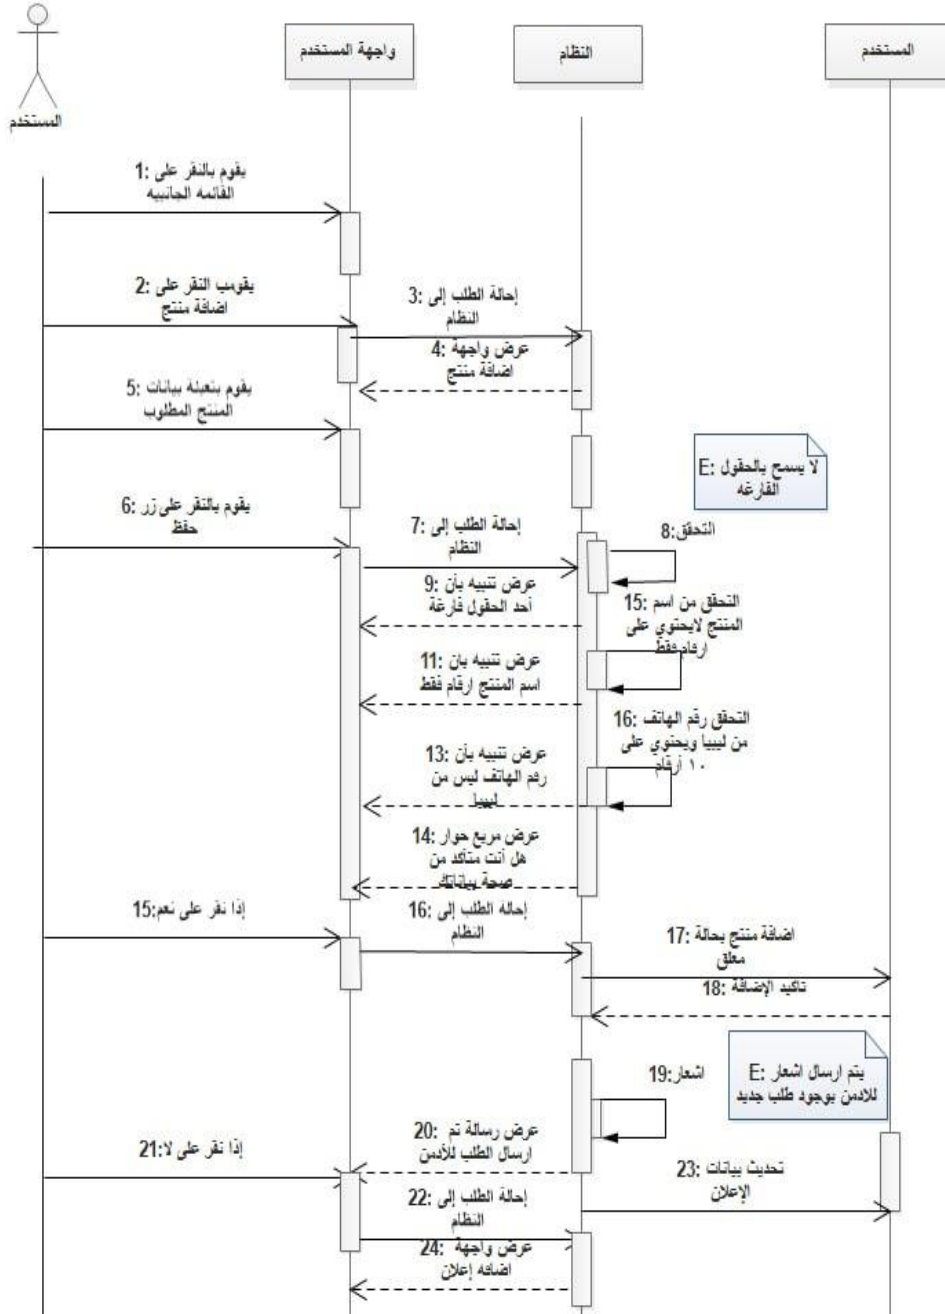 المستخدم
واجهة المستخدم
النظام
المستخدم
1: يقوم بالنقر على
القائمه الجانبيه
2: يقومب النقر على
اضافة منتج
3: إحالة الطلب إلى
النظام
4: عرض واجهة
اضافة منتج
5: يقوم بتعبئة بيانات
المنتج المطلوب
E: لا يسمح بالحقول
الفارغه
6: يقوم بالنقر على زر
حفظ
7: إحالة الطلب إلى
النظام
8:التحقق
9: عرض تنبيه بأن
أحد الحقول فارغة
15: التحقق من اسم
المنتج لايحتوي على
ارقام فقط
11: عرض تنبيه بان
اسم المنتج ارقام فقط
16: التحقق رقم الهاتف
من ليبيا ويحتوي على
١٠ أرقام
13: عرض تنبيه بأن
رقم الهاتف ليس من
ليبيا
14: عرض مربع حوار
هل أنت متأكد من
صحة بياناتك
15:إذا نقر على نعم
16: إحالة الطلب إلى
النظام
17: اضافة منتج بحالة
معلق
18: تاكيد الإضافة
E: يتم ارسال اشعار
للادمن بوجود طلب جديد
19:اشعار
20: عرض رسالة تم
ارسال الطلب للأدمن
21:إذا نقر على لا
22: إحالة الطلب إلى
النظام
23: تحديث بيانات
الإعلان
24: عرض واجهة
اضافه إعلان